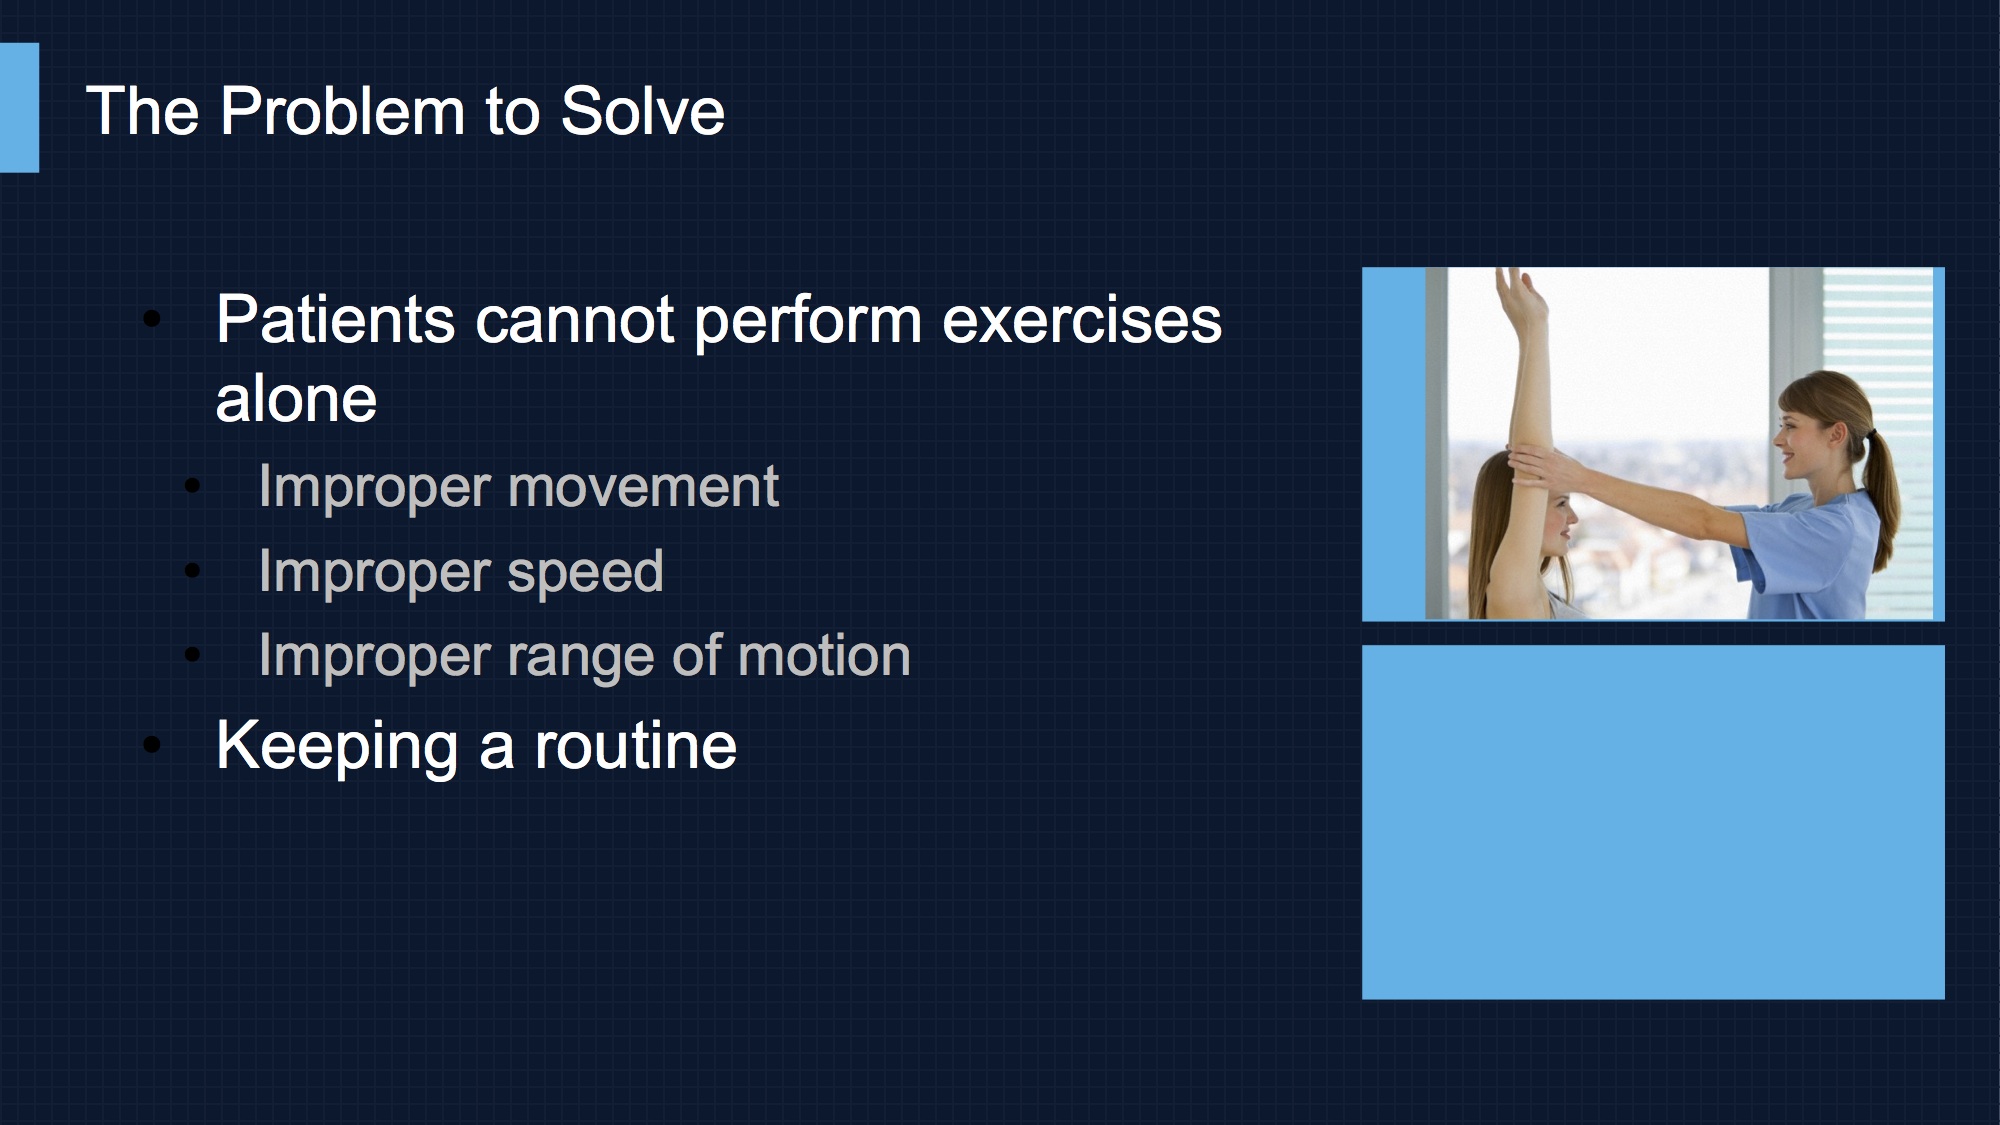 The Problem to Solve
• Patients cannot perform exercises
alone
• Improper movement
• Improper speed
• Improper range of motion
• Keeping a routine